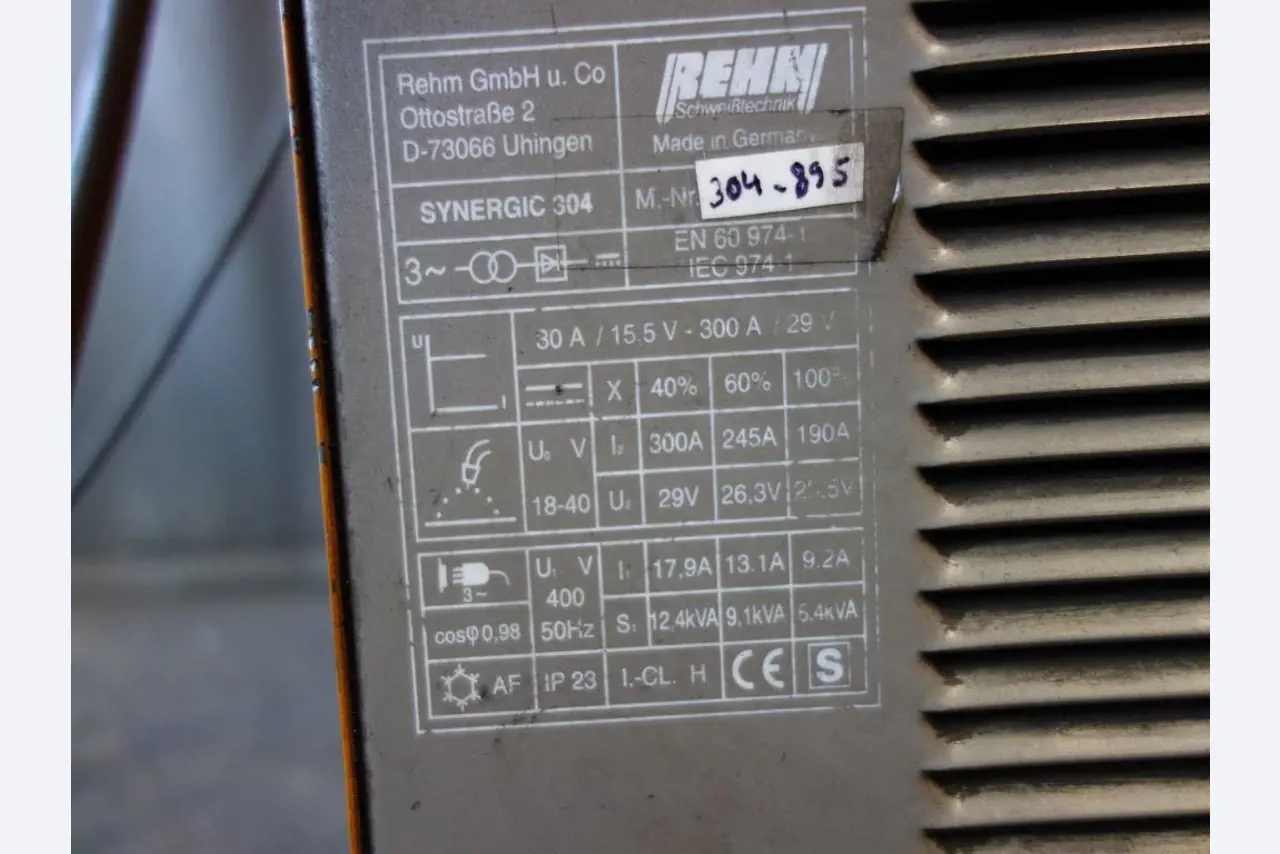 Rehm GmbH u. Co
Ottostraße 2
D-73066 Uhingen
REHM
Schweißtechnik
Made in Germany
SYNERGIC 304
M.-Nr. 304-895
3~
EN 60 974-1
IEC 974-1
U
I
30 A / 15,5 V - 300 A / 29 V
X 40% 60% 100%
U₀ V
18-40
I₂ 300A 245A 190A
U₂ 29V 26,3V
3~
U₁ V
400
50Hz
I₁ 17,9A 13.1A 9.2A
cosφ 0,98
S₁ 12,4kVA 9,1kVA 6.4kVA
AF IP 23 I.-CL. H CE S